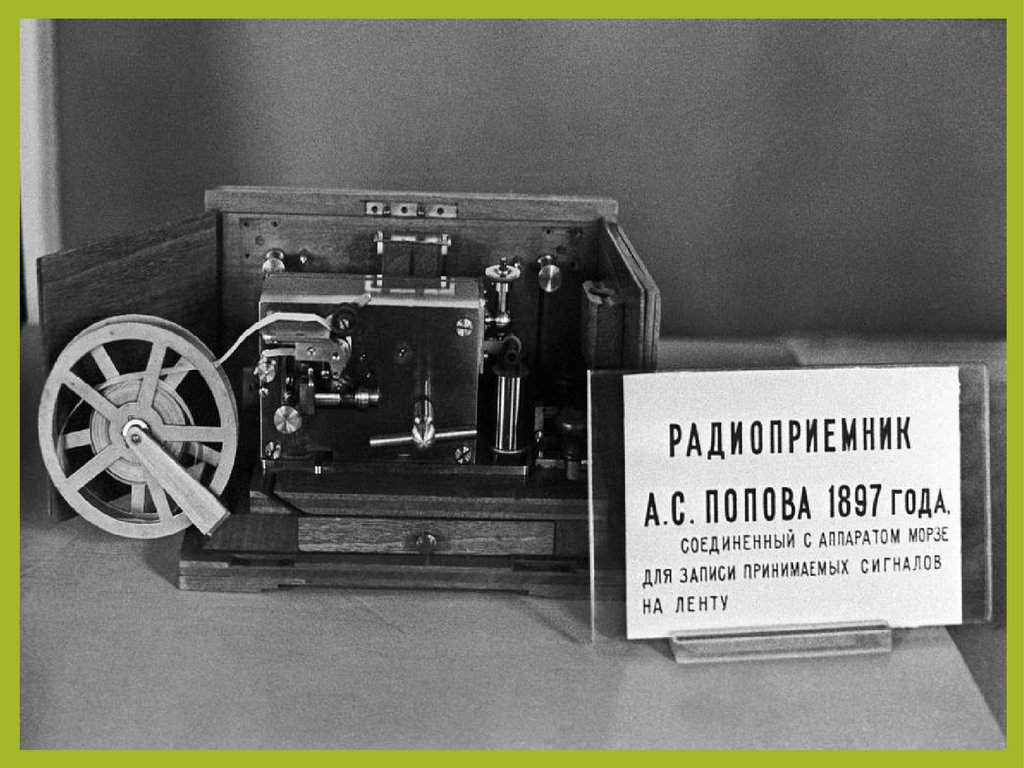 РАДИОПРИЕМНИК
А.С. ПОПОВА 1897 ГОДА,
СОЕДИНЕННЫЙ С АППАРАТОМ МОРЗЕ
ДЛЯ ЗАПИСИ ПРИНИМАЕМЫХ СИГНАЛОВ
НА ЛЕНТУ